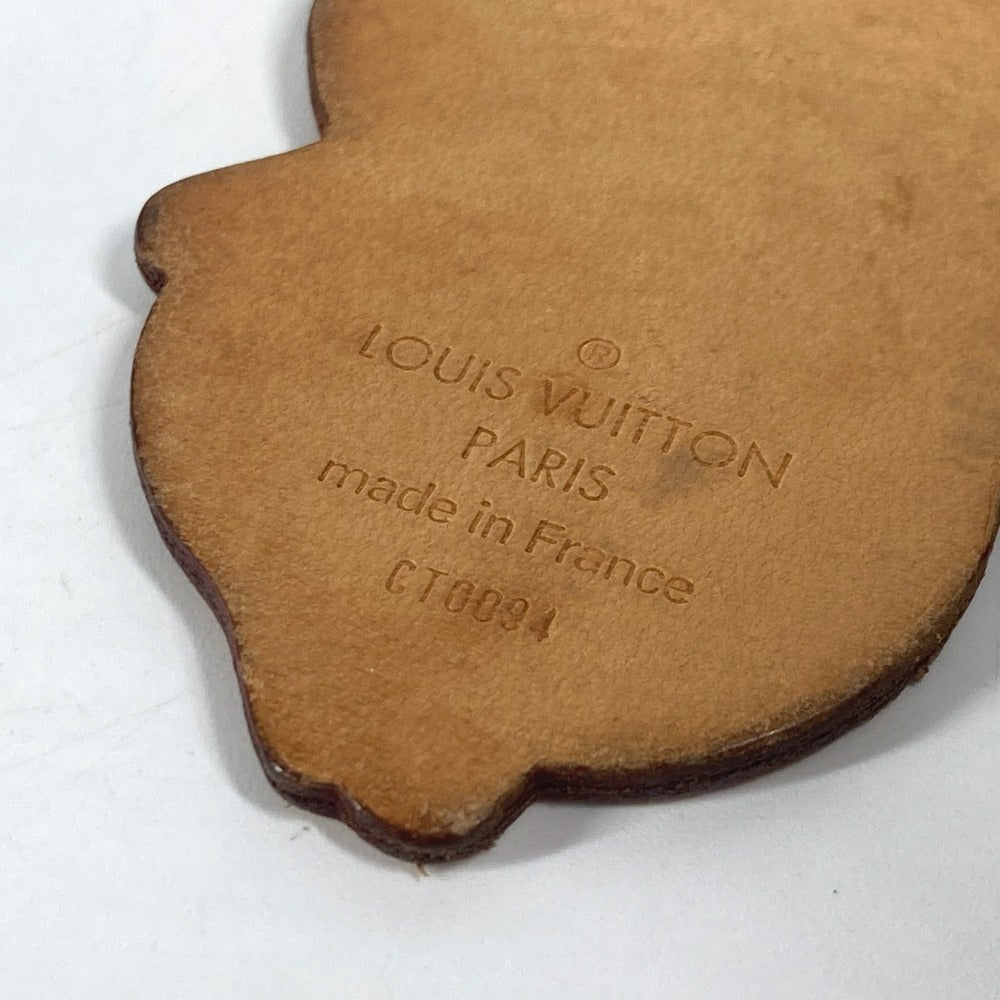 ®
LOUIS VUITTON
PARIS
made in France
CT0094